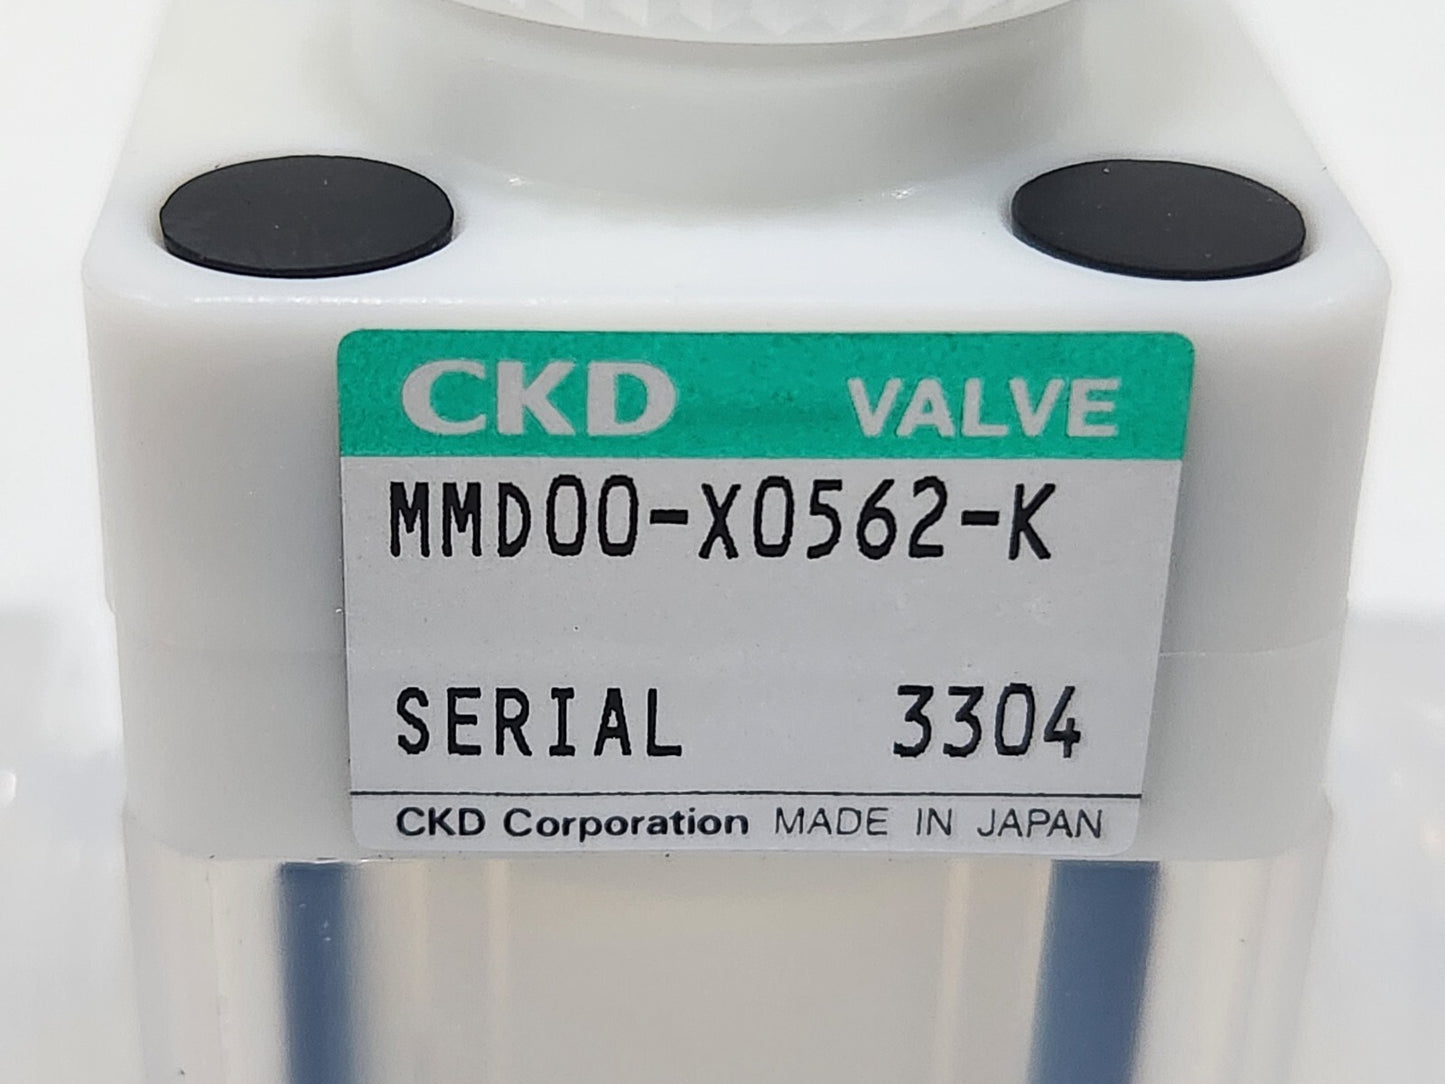 CKD VALVE
MMD00-X0562-K
SERIAL 3304
CKD Corporation MADE IN JAPAN